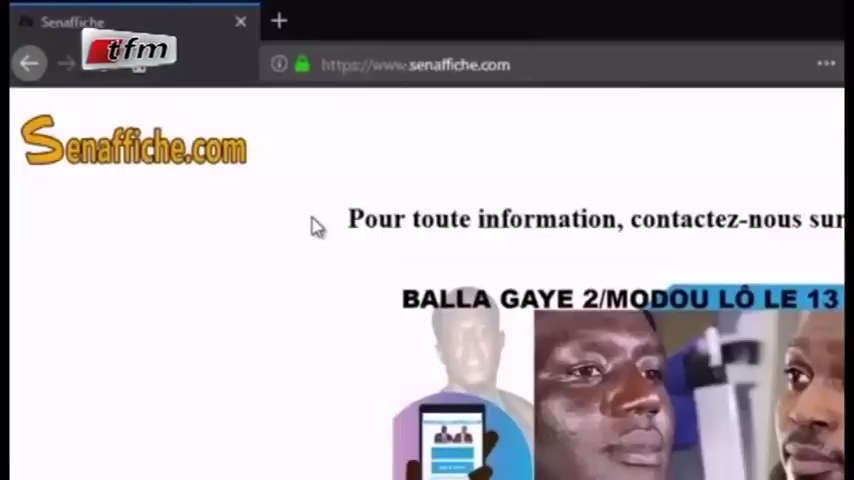 Senaffiche
tfm
https://www.senaffiche.com
Senaffiche.com
Pour toute information, contactez-nous sur
BALLA GAYE 2/MODOU LÔ LE 13